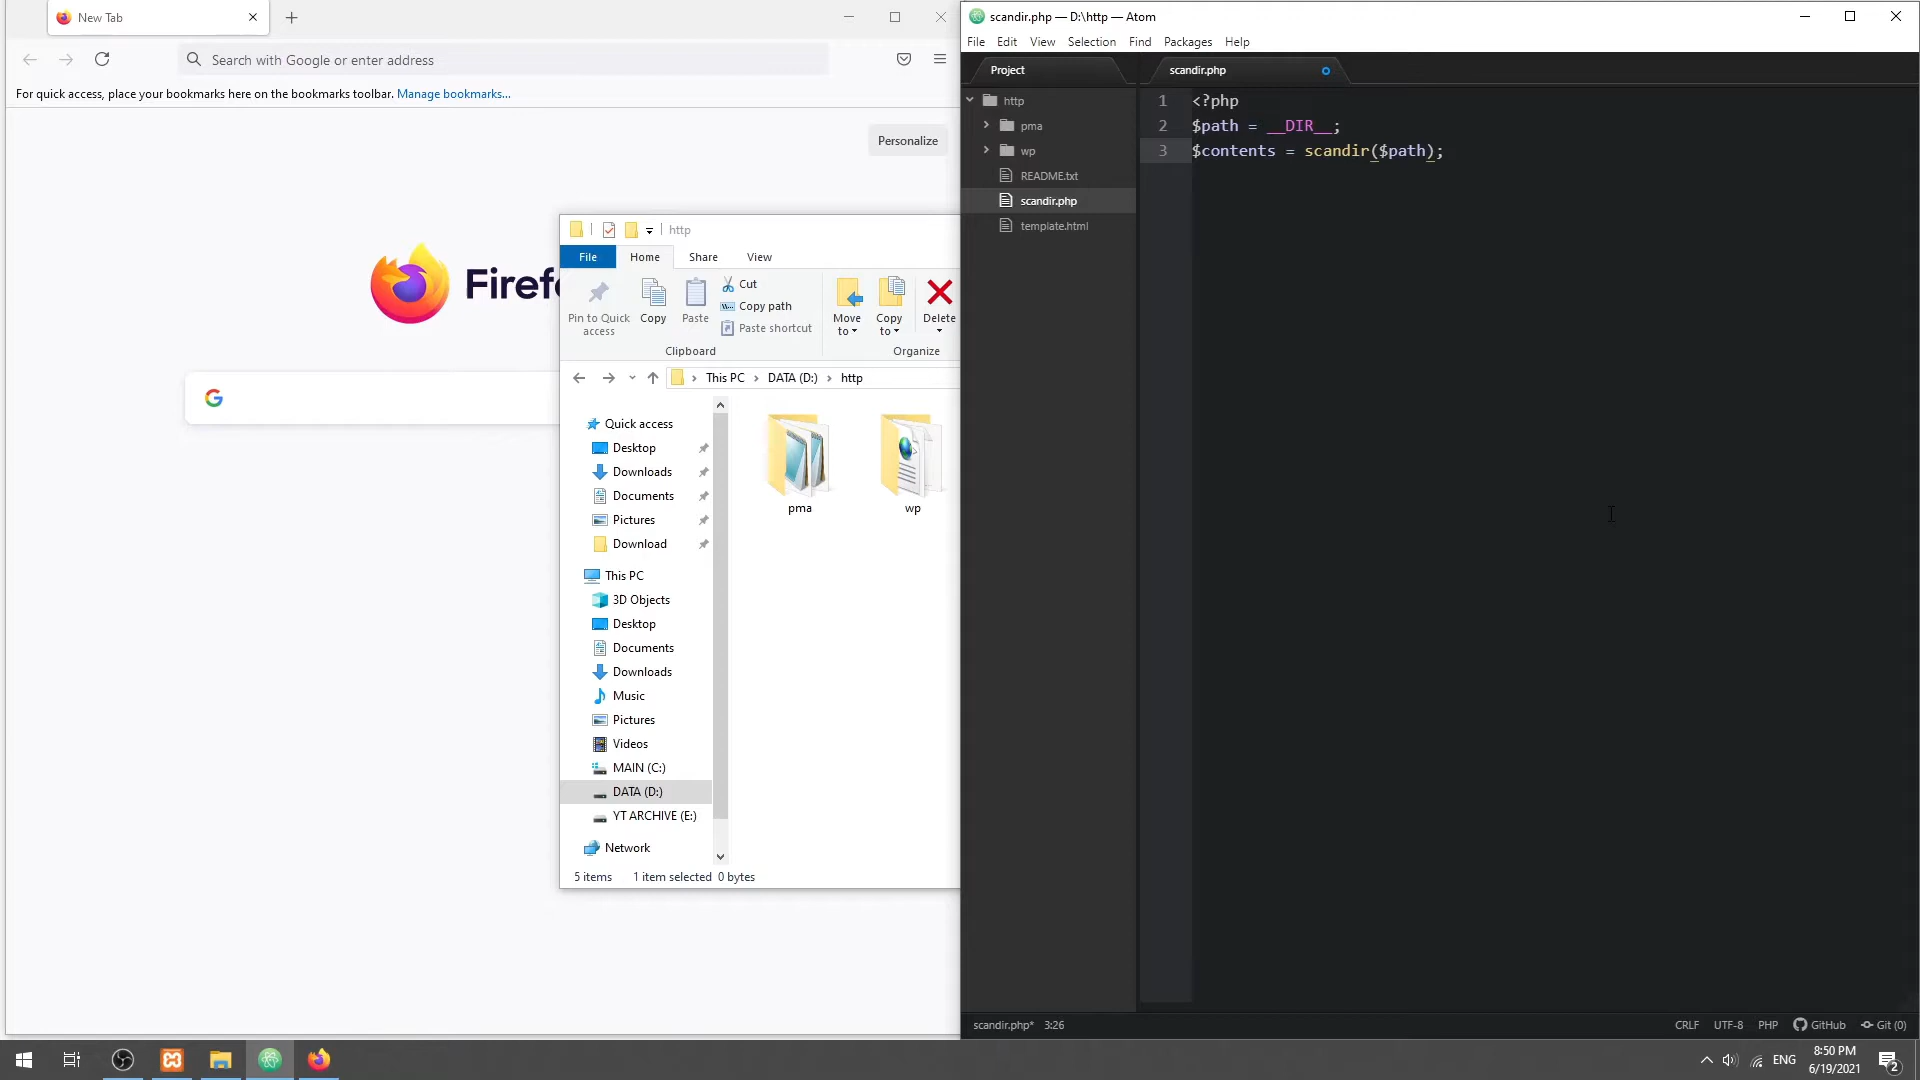 New Tab
Search with Google or enter address
For quick access, place your bookmarks here on the bookmarks toolbar. Manage bookmarks...
Personalize
Firef
http
File Home Share View
Pin to Quick access
Copy
Paste
Cut
Copy path
Paste shortcut
Move to
Copy to
Delete
Clipboard
Organize
This PC DATA (D:) http
Quick access
Desktop
Downloads
Documents
Pictures
Download
This PC
3D Objects
Desktop
Documents
Downloads
Music
Pictures
Videos
MAIN (C:)
DATA (D:)
YT ARCHIVE (E:)
Network
pma
wp
5 items 1 item selected 0 bytes
scandir.php — D:\http — Atom
File Edit View Selection Find Packages Help
Project
scandir.php
http
pma
wp
README.txt
scandir.php
template.html
1 <?php
2 $path = __DIR__;
3 $contents = scandir($path);
scandir.php* 3:26
CRLF UTF-8 PHP GitHub Git (0)
ENG
8:50 PM
6/19/2021
2